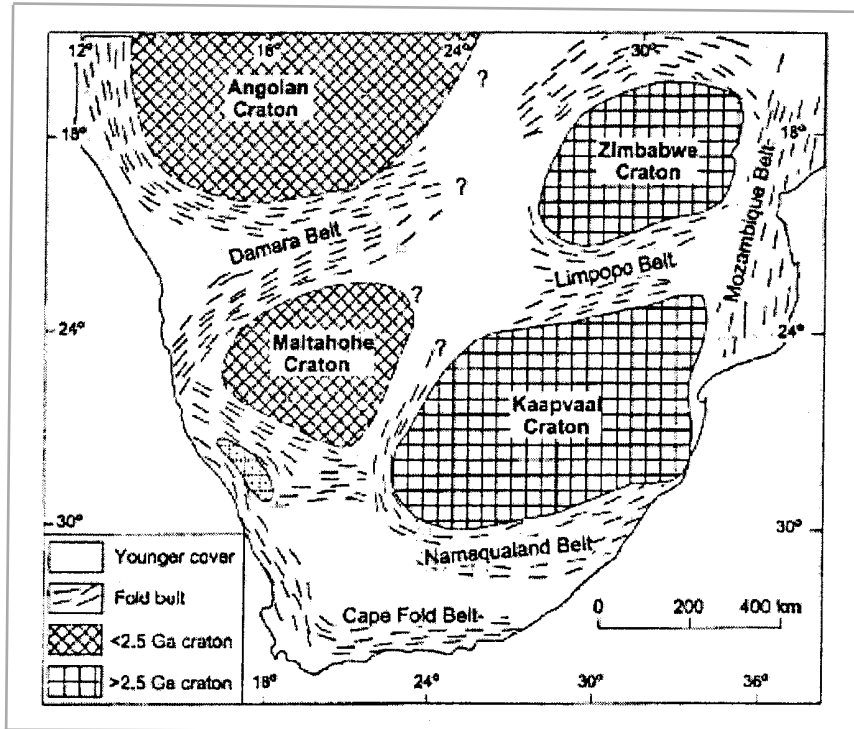 12° 16° 24° 30°
Angolan
Craton
?
18°
18°
Zimbabwe
Craton
?
Mozambique Belt
Damara Belt
Limpopo Belt
?
24°
24°
Maltahohe
Craton
?
Kaapvaal
Craton
30°
30°
Namaqualand Belt
Younger cover
Fold belt
<2.5 Ga craton
>2.5 Ga craton
Cape Fold Belt
0 200 400 km
18° 24° 30° 36°